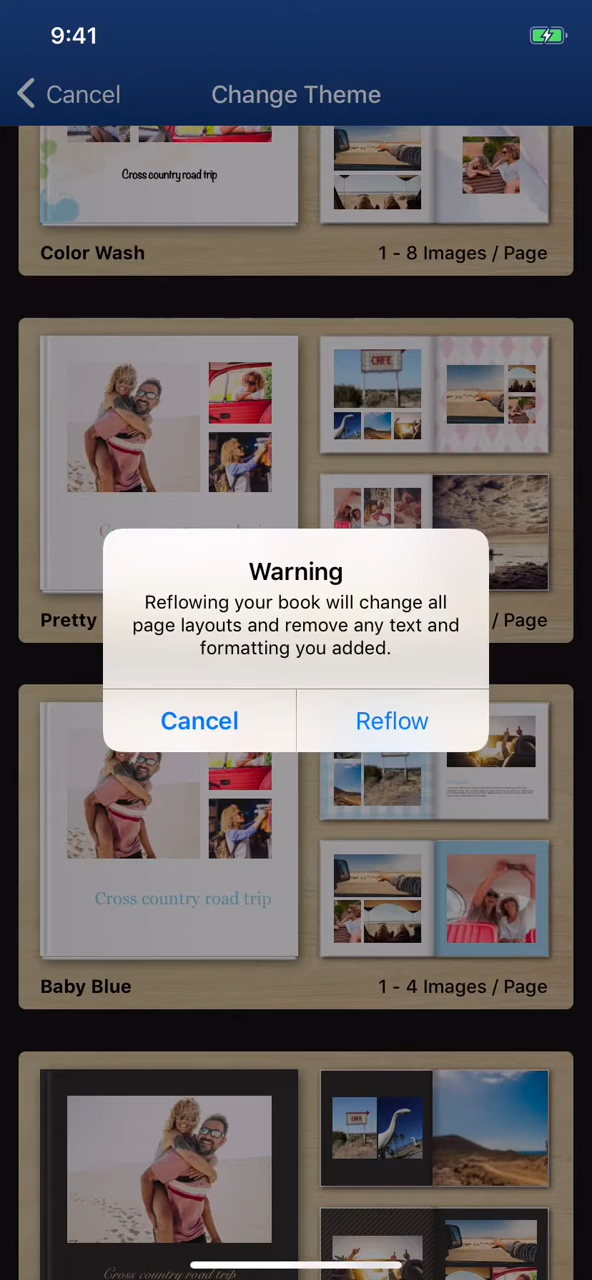 9:41
Cancel
Change Theme
Cross country road trip
Color Wash
1 - 8 Images / Page
CAFE
Pretty
/ Page
Warning
Reflowing your book will change all
page layouts and remove any text and
formatting you added.
Cancel
Reflow
Cross country road trip
Baby Blue
1 - 4 Images / Page
CAFE
Cross country road trip